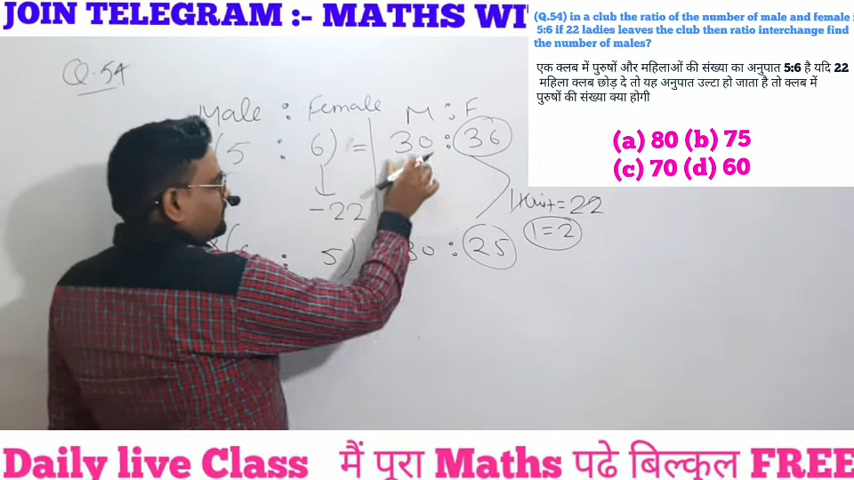 JOIN TELEGRAM :- MATHS WI
(Q.54) in a club the ratio of the number of male and female
5:6 if 22 ladies leaves the club then ratio interchange find
the number of males?
एक क्लब में पुरुषों और महिलाओं की संख्या का अनुपात 5:6 है यदि 22
महिला क्लब छोड़ दे तो यह अनुपात उल्टा हो जाता है तो क्लब में
पुरुषों की संख्या क्या होगी
(a) 80 (b) 75
(c) 70 (d) 60
Q.54
Male : Female M : F
(5 : 6) = 30 : 36
-22 = 22
1 = 2
: 5) 30 : 25
Daily live Class मैं पूरा Maths पढे बिल्कुल FREE